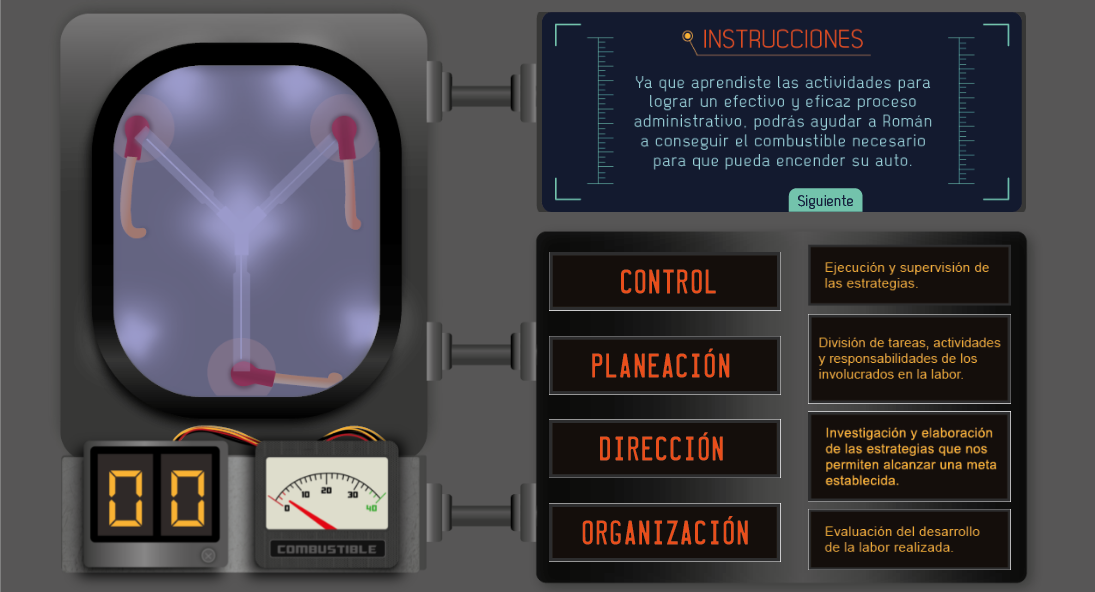 INSTRUCCIONES
Ya que aprendiste las actividades para
lograr un efectivo y eficaz proceso
administrativo, podrás ayudar a Román
a conseguir el combustible necesario
para que pueda encender su auto.
Siguiente
CONTROL
Ejecución y supervisión de
las estrategias.
PLANEACIÓN
División de tareas, actividades
y responsabilidades de los
involucrados en la labor.
DIRECCIÓN
Investigación y elaboración
de las estrategias que nos
permiten alcanzar una meta
establecida.
ORGANIZACIÓN
Evaluación del desarrollo
de la labor realizada.
00
0 10 20 30 40
COMBUSTIBLE